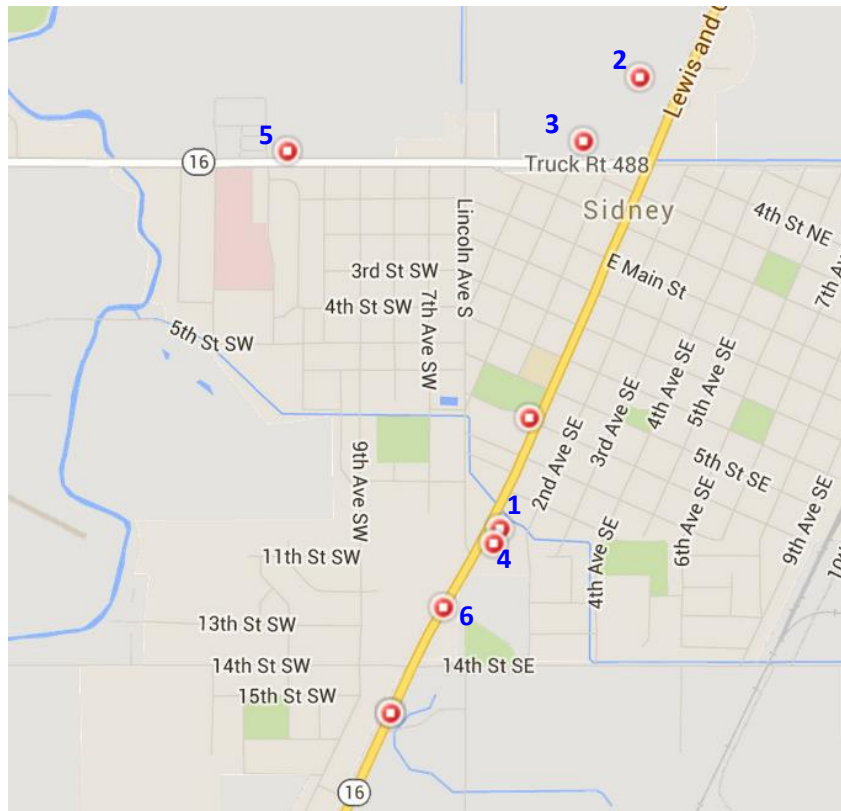 Lewis and C
2
3
5
16
Truck Rt 488
Sidney
Lincoln Ave S
4th St NE
7th Av
E Main St
3rd St SW
4th St SW
7th Ave SW
5th St SW
4th Ave SE
5th Ave SE
3rd Ave SE
2nd Ave SE
5th St SE
9th Ave SW
6th Ave SE
9th Ave SE
1
4
11th St SW
4th Ave SE
10th
6
13th St SW
14th St SW
14th St SE
15th St SW
16